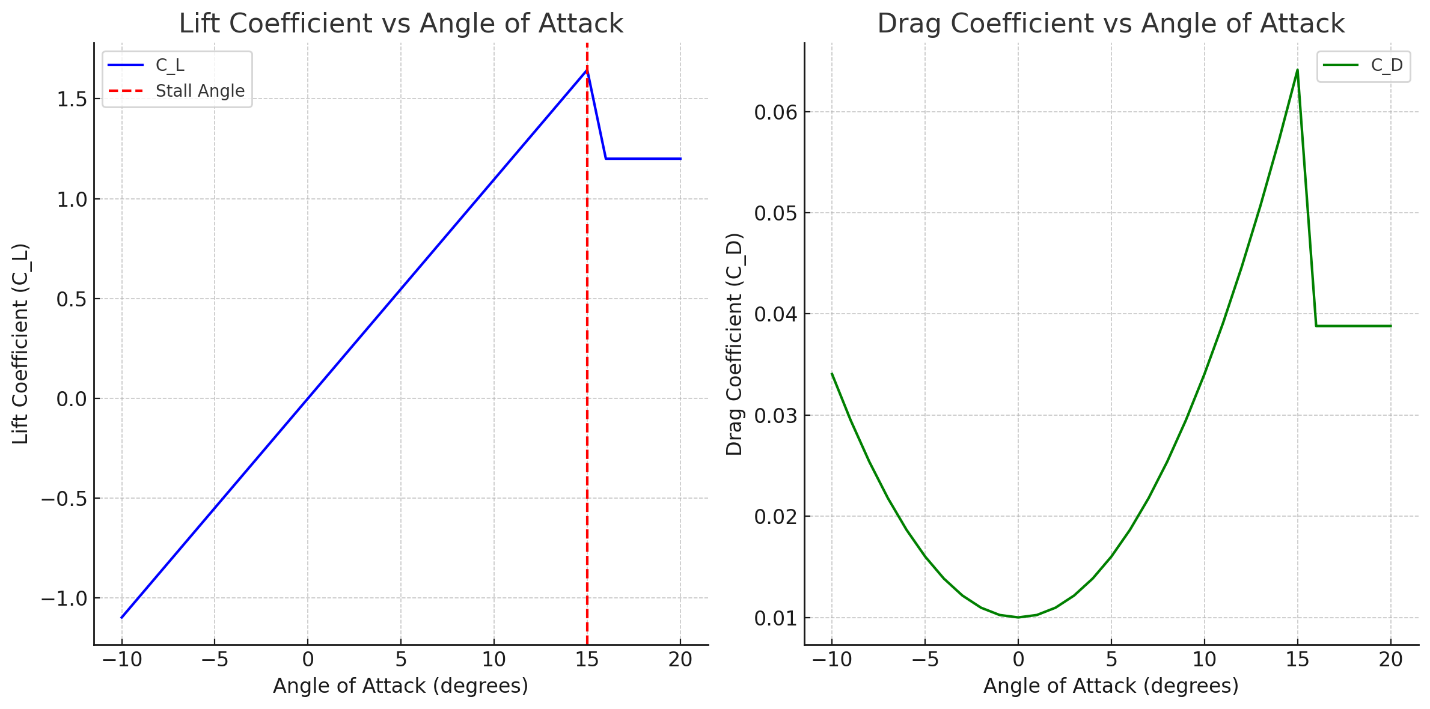 Lift Coefficient vs Angle of Attack
C_L
Stall Angle
Lift Coefficient (C_L)
1.5
1.0
0.5
0.0
−0.5
−1.0
−10 −5 0 5 10 15 20
Angle of Attack (degrees)
Drag Coefficient vs Angle of Attack
C_D
Drag Coefficient (C_D)
0.06
0.05
0.04
0.03
0.02
0.01
−10 −5 0 5 10 15 20
Angle of Attack (degrees)